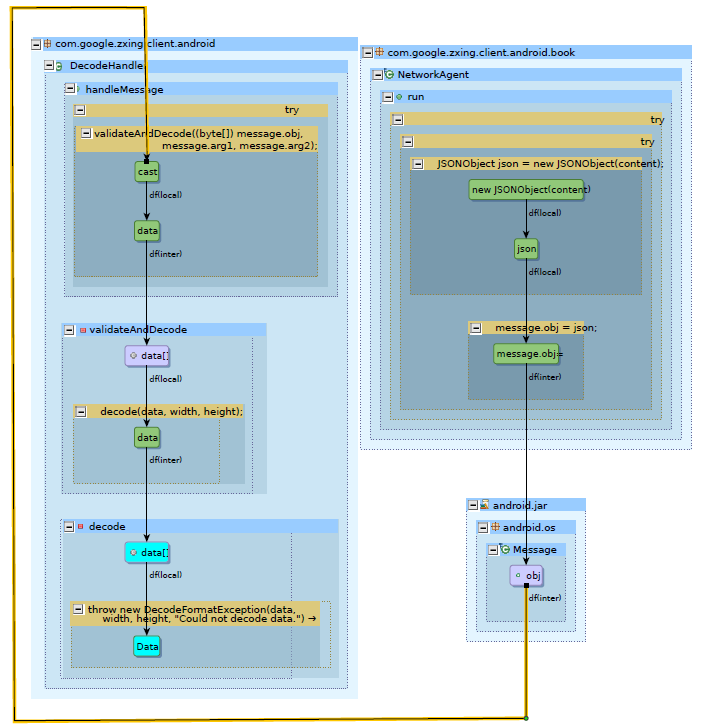 com.google.zxing.client.android
DecodeHandle
handleMessage
try
validateAndDecode((byte[]) message.obj,
message.arg1, message.arg2);
cast
df(local)
data
df(inter)
validateAndDecode
data[]
df(local)
decode(data, width, height);
data
df(inter)
decode
data[]
df(local)
throw new DecodeFormatException(data,
width, height, "Could not decode data.") →
Data
com.google.zxing.client.android.book
NetworkAgent
run
try
try
JSONObject json = new JSONObject(content);
new JSONObject(content)
df(local)
json
df(local)
message.obj = json;
message.obj=
df(inter)
android.jar
android.os
Message
obj
df(inter)